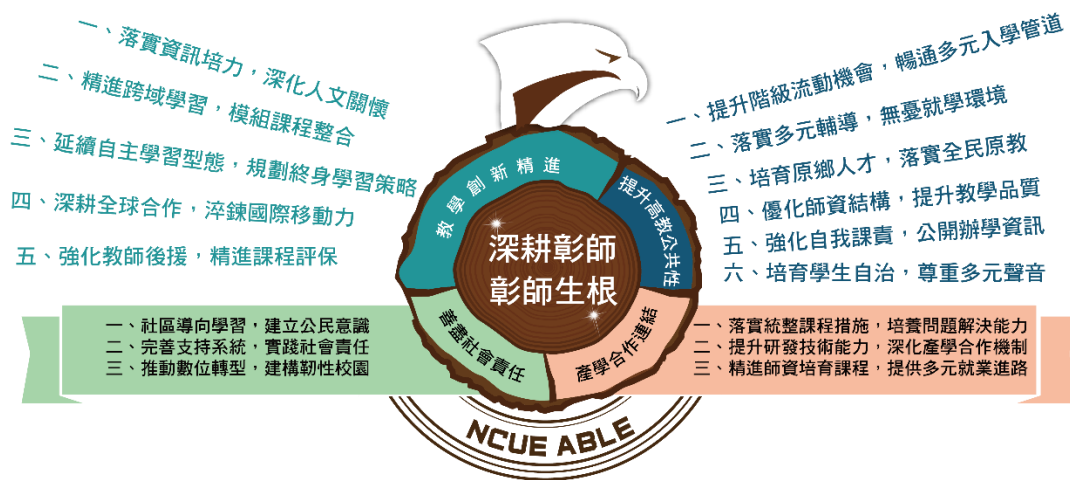 一、落實資訊培力，深化人文關懷
二、精進跨域學習，模組課程整合
三、延續自主學習型態，規劃終身學習策略
四、深耕全球合作，淬鍊國際移動力
五、強化教師後援，精進課程評保
一、提升階級流動機會，暢通多元入學管道
二、落實多元輔導，無憂就學環境
三、培育原鄉人才，落實全民原教
四、優化師資結構，提升教學品質
五、強化自我課責，公開辦學資訊
六、培育學生自治，尊重多元聲音
教學創新精進
提升高教公共性
深耕彰師
彰師生根
善盡社會責任
產學合作連結
一、社區導向學習，建立公民意識
二、完善支持系統，實踐社會責任
三、推動數位轉型，建構韌性校園
一、落實統整課程措施，培養問題解決能力
二、提升研發技術能力，深化產學合作機制
三、精進師資培育課程，提供多元就業進路
NCUE ABLE